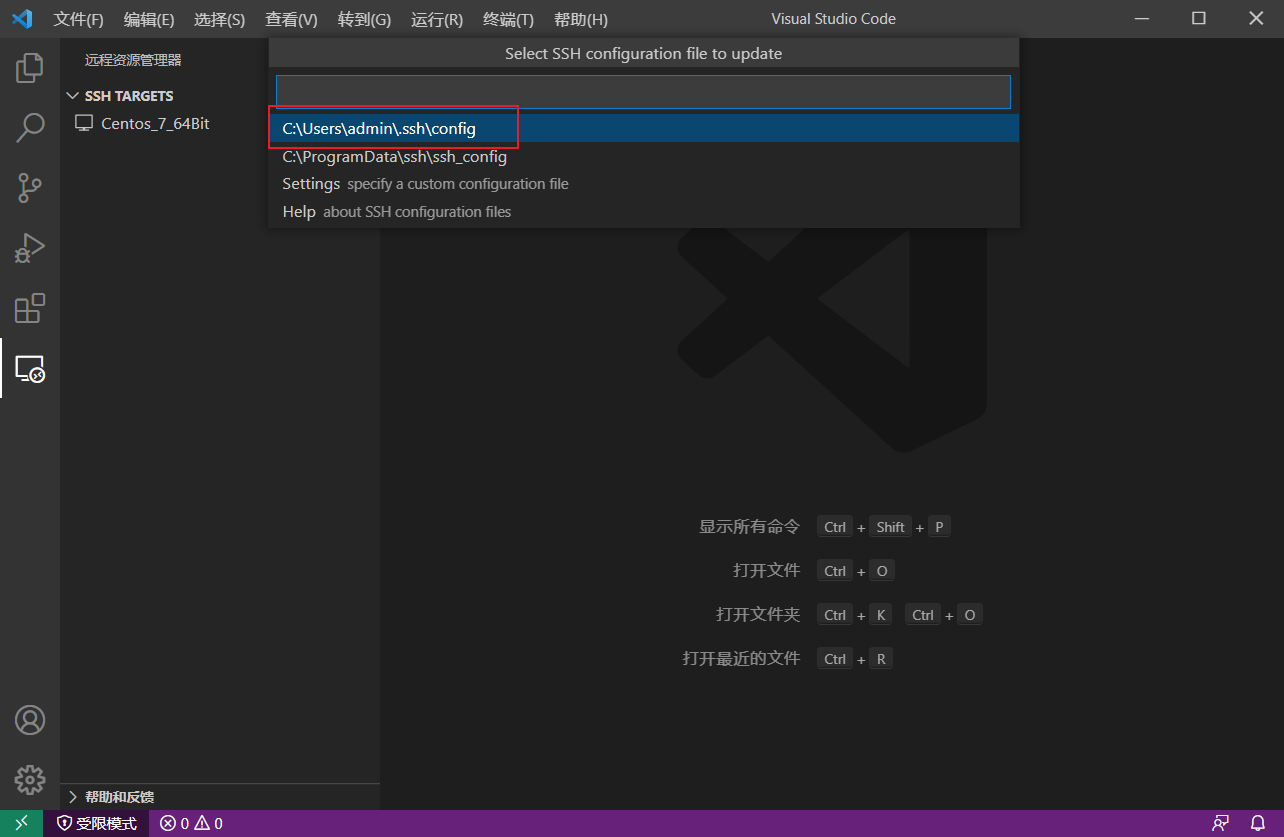 文件(F) 编辑(E) 选择(S) 查看(V) 转到(G) 运行(R) 终端(T) 帮助(H) Visual Studio Code
远程资源管理器
SSH TARGETS
Centos_7_64Bit
Select SSH configuration file to update
C:\Users\admin\.ssh\config
C:\ProgramData\ssh\ssh_config
Settings specify a custom configuration file
Help about SSH configuration files
显示所有命令 Ctrl + Shift + P
打开文件 Ctrl + O
打开文件夹 Ctrl + K Ctrl + O
打开最近的文件 Ctrl + R
帮助和反馈
受限模式 0 0